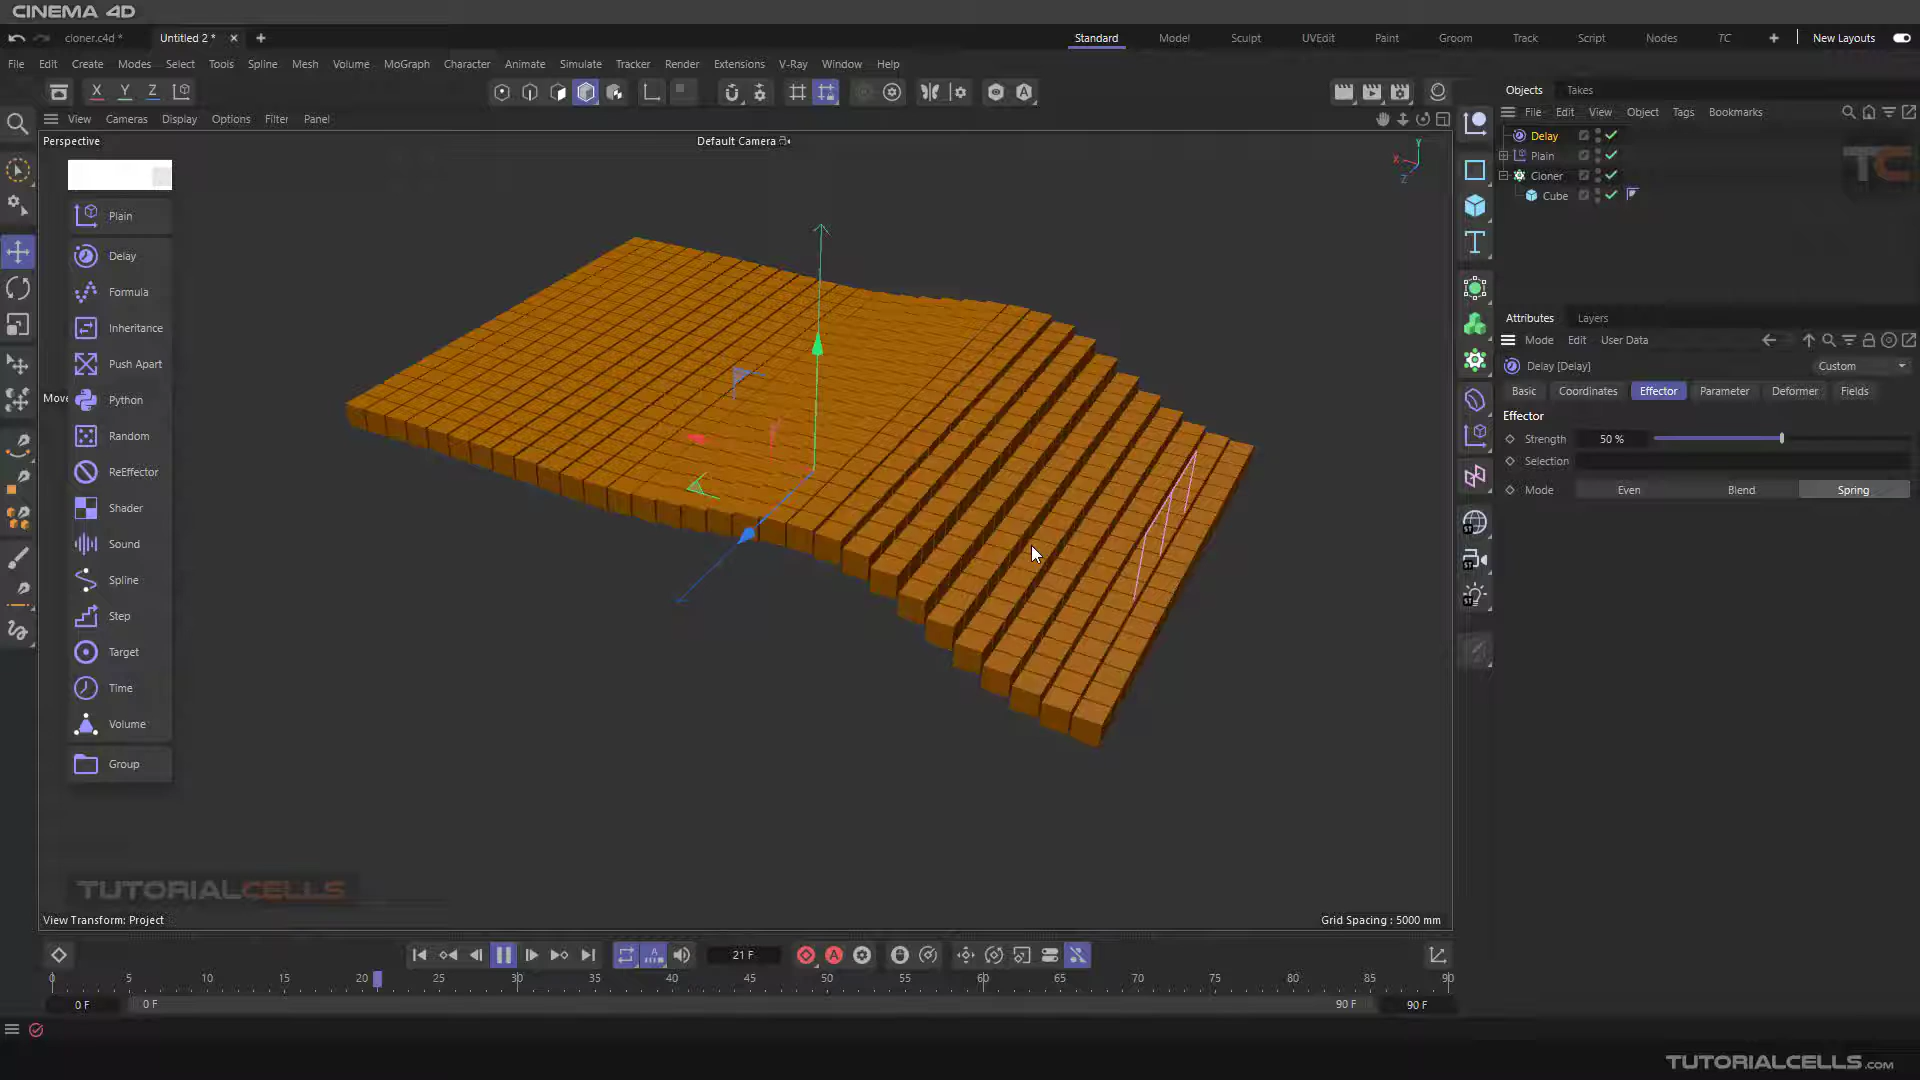 CINEMA 4D
cloner.c4d *
Untitled 2 *
Standard
Model
Sculpt
UVEdit
Paint
Groom
Track
Script
Nodes
TC
New Layouts
File Edit Create Modes Select Tools Spline Mesh Volume MoGraph Character Animate Simulate Tracker Render Extensions V-Ray Window Help
X Y Z
View Cameras Display Options Filter Panel
Perspective
Default Camera
Y
X
Z
Move
Plain
Delay
Formula
Inheritance
Push Apart
Python
Random
ReEffector
Shader
Sound
Spline
Step
Target
Time
Volume
Group
TUTORIALCELLS
View Transform: Project
Grid Spacing : 5000 mm
ST
ST
ST
Objects Takes
File Edit View Object Tags Bookmarks
Delay
Plain
Cloner
Cube
TC
Attributes Layers
Mode Edit User Data
Delay [Delay]
Custom
Basic Coordinates Effector Parameter Deformer Fields
Effector
Strength 50 %
Selection
Mode Even Blend Spring
21 F
0 5 10 15 20 25 30 35 40 45 50 55 60 65 70 75 80 85 90
0 F 0 F 90 F 90 F
TUTORIALCELLS.COM